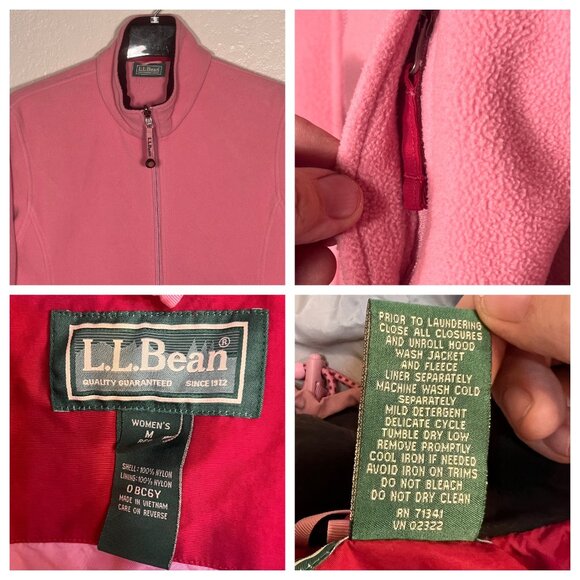 L.L.Bean
L.L.Bean®
QUALITY GUARANTEED SINCE 1912
WOMEN'S
M
SHELL: 100% NYLON
LINING: 100% NYLON
0BC6Y
MADE IN VIETNAM
CARE ON REVERSE
PRIOR TO LAUNDERING
CLOSE ALL CLOSURES
AND UNROLL HOOD
WASH JACKET
AND FLEECE
LINER SEPARATELY
MACHINE WASH COLD
SEPARATELY
MILD DETERGENT
DELICATE CYCLE
TUMBLE DRY LOW
REMOVE PROMPTLY
COOL IRON IF NEEDED
AVOID IRON ON TRIMS
DO NOT BLEACH
DO NOT DRY CLEAN
RN 71341
VN 02322